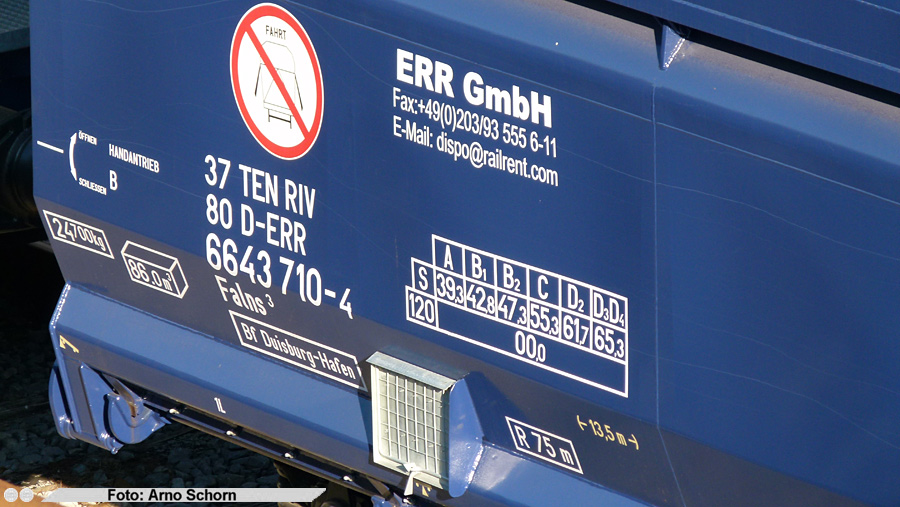 FAHRT
ERR GmbH
Fax:+49(0)203/93 555 6-11
E-Mail: dispo@railrent.com
ÖFFNEN
HANDANTRIEB
B
SCHLIESSEN
37 TEN RIV
80 D-ERR
6643 710-4
Falns³
24700kg
86.0m³
Bf Duisburg-Hafen
A B₁ B₂ C D₂ D₃D₄
S 39,3 42,8 47,3 55,3 61,7 65,3
120 00,0
1L
R 75 m
13,5 m
Foto: Arno Schorn